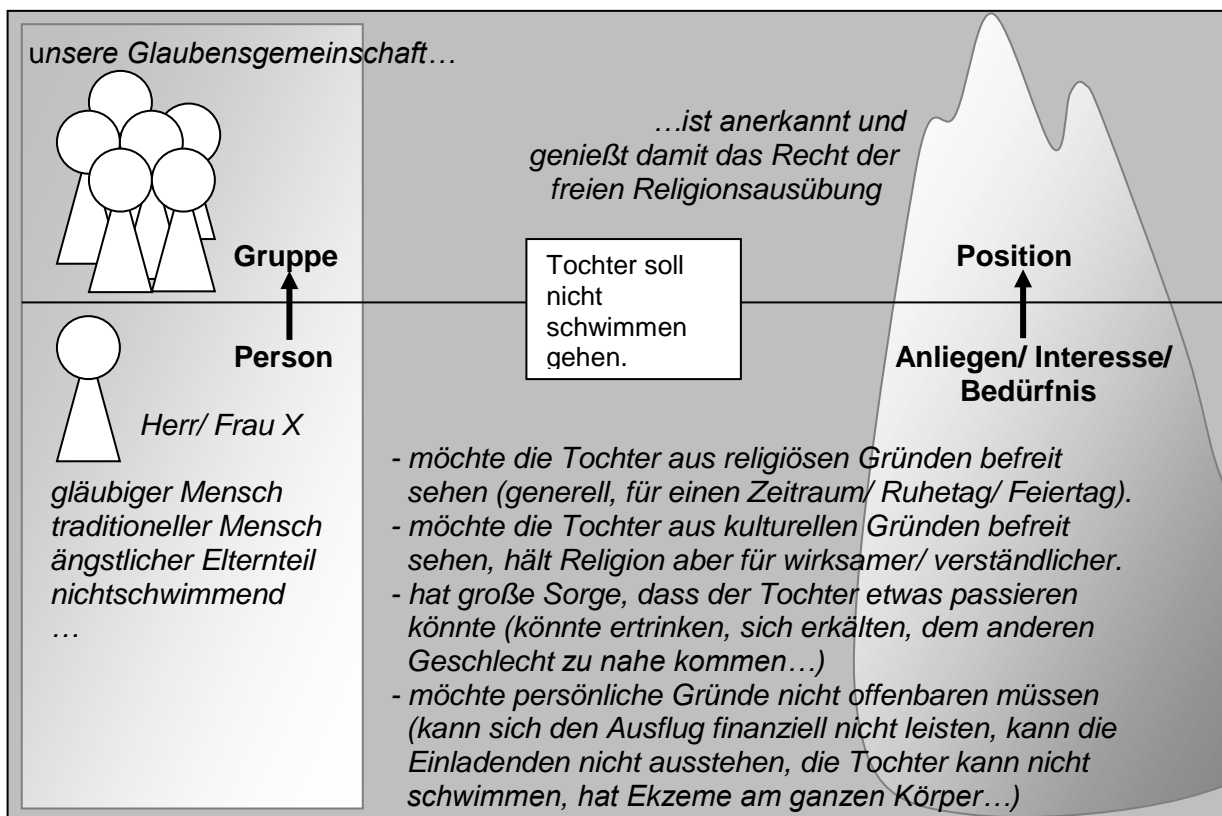 unsere Glaubensgemeinschaft…
…ist anerkannt und
genießt damit das Recht der
freien Religionsausübung
Gruppe
Person
Tochter soll
nicht
schwimmen
gehen.
Position
Anliegen/ Interesse/
Bedürfnis
Herr/ Frau X
gläubiger Mensch
traditioneller Mensch
ängstlicher Elternteil
nichtschwimmend
…
- möchte die Tochter aus religiösen Gründen befreit
sehen (generell, für einen Zeitraum/ Ruhetag/ Feiertag).
- möchte die Tochter aus kulturellen Gründen befreit
sehen, hält Religion aber für wirksamer/ verständlicher.
- hat große Sorge, dass der Tochter etwas passieren
könnte (könnte ertrinken, sich erkälten, dem anderen
Geschlecht zu nahe kommen…)
- möchte persönliche Gründe nicht offenbaren müssen
(kann sich den Ausflug finanziell nicht leisten, kann die
Einladenden nicht ausstehen, die Tochter kann nicht
schwimmen, hat Ekzeme am ganzen Körper…)